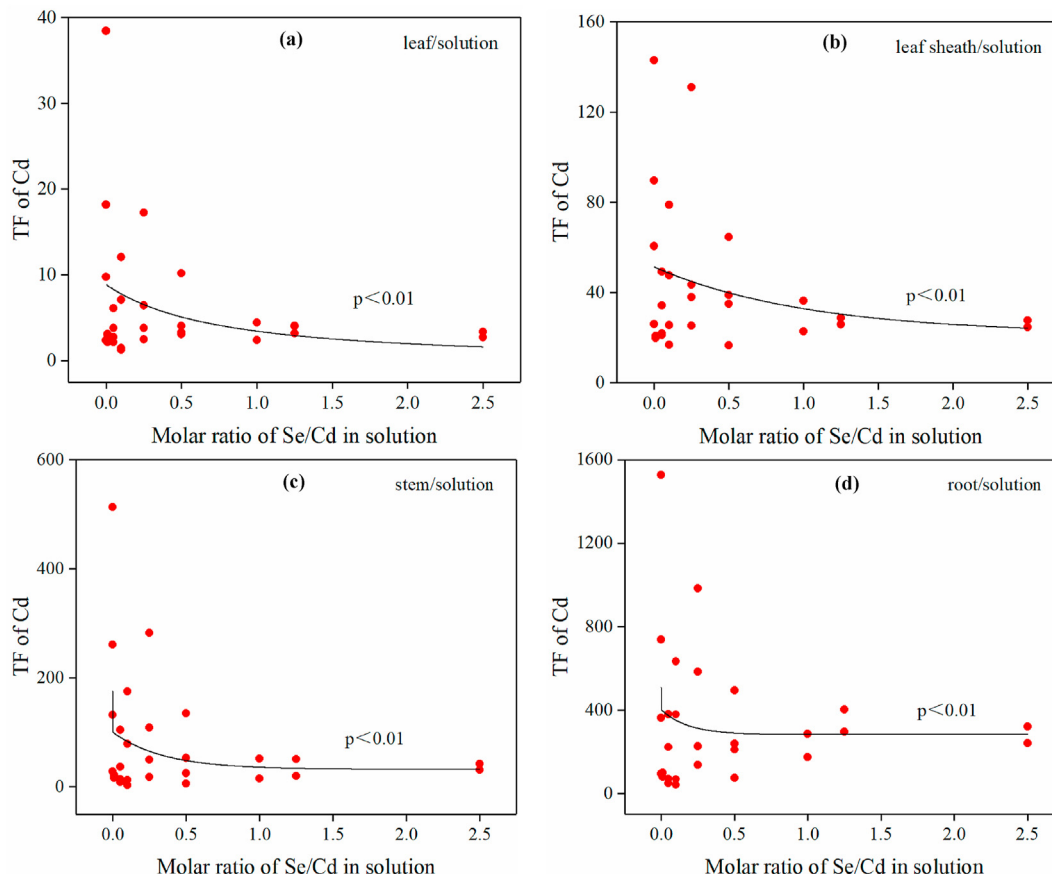 (a)
leaf/solution
40
30
20
10
0
TF of Cd
p<0.01
0.0 0.5 1.0 1.5 2.0 2.5
Molar ratio of Se/Cd in solution
(b)
leaf sheath/solution
160
120
80
40
0
TF of Cd
p<0.01
0.0 0.5 1.0 1.5 2.0 2.5
Molar ratio of Se/Cd in solution
(c)
stem/solution
600
400
200
0
TF of Cd
p<0.01
0.0 0.5 1.0 1.5 2.0 2.5
Molar ratio of Se/Cd in solution
(d)
root/solution
1600
1200
800
400
0
TF of Cd
p<0.01
0.0 0.5 1.0 1.5 2.0 2.5
Molar ratio of Se/Cd in solution